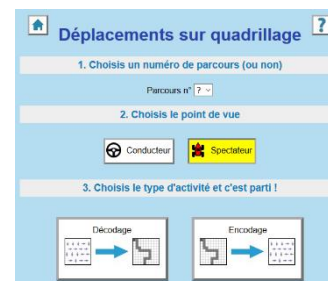 Déplacements sur quadrillage
?
1. Choisis un numéro de parcours (ou non)
Parcours n° ?
2. Choisis le point de vue
Conducteur
Spectateur
3. Choisis le type d'activité et c'est parti !
Décodage
Encodage